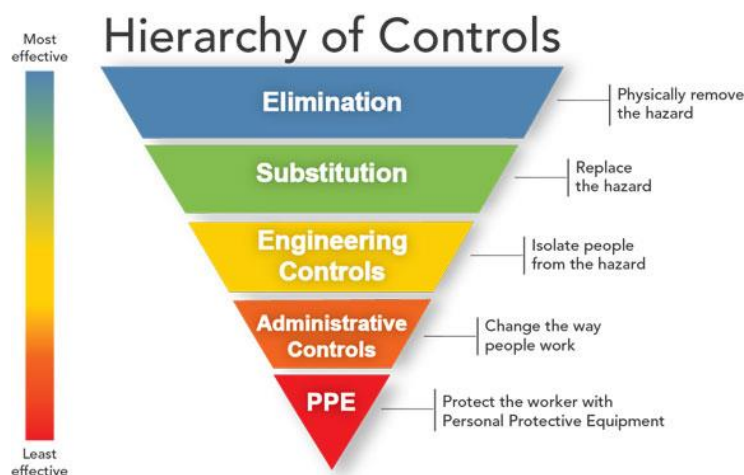 Hierarchy of Controls
Most
effective
Elimination
Physically remove
the hazard
Substitution
Replace
the hazard
Engineering
Controls
Isolate people
from the hazard
Administrative
Controls
Change the way
people work
PPE
Protect the worker with
Personal Protective Equipment
Least
effective